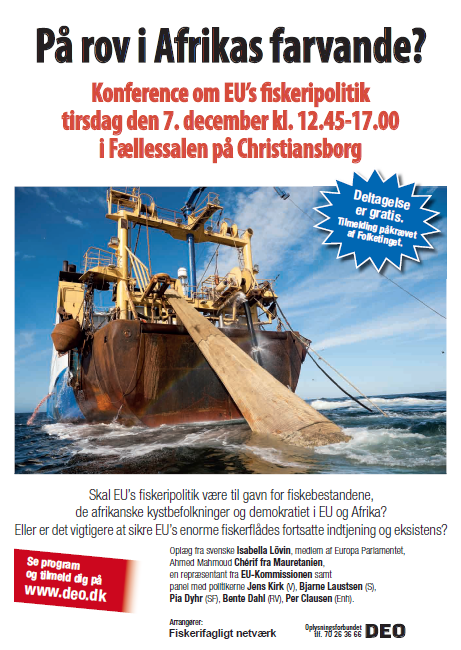 På rov i Afrikas farvande?
Konference om EU's fiskeripolitik
tirsdag den 7. december kl. 12.45-17.00
i Fællessalen på Christiansborg
Deltagelse
er gratis.
Tilmelding påkrævet
af Folketinget.
Skal EU's fiskeripolitik være til gavn for fiskebestandene,
de afrikanske kystbefolkninger og demokratiet i EU og Afrika?
Eller er det vigtigere at sikre EU's enorme fiskerflådes fortsatte indtjening og eksistens?
Se program
og tilmeld dig på
www.deo.dk
Oplæg fra svenske Isabella Lövin, medlem af Europa Parlamentet,
Ahmed Mahmoud Chérif fra Mauretanien,
en repræsentant fra EU-Kommissionen samt
panel med politikerne Jens Kirk (V), Bjarne Laustsen (S),
Pia Dyhr (SF), Bente Dahl (RV), Per Clausen (Enh).
Arrangører:
Fiskerifagligt netværk
Oplysningsforbundet
tlf. 70 26 36 66 DEO